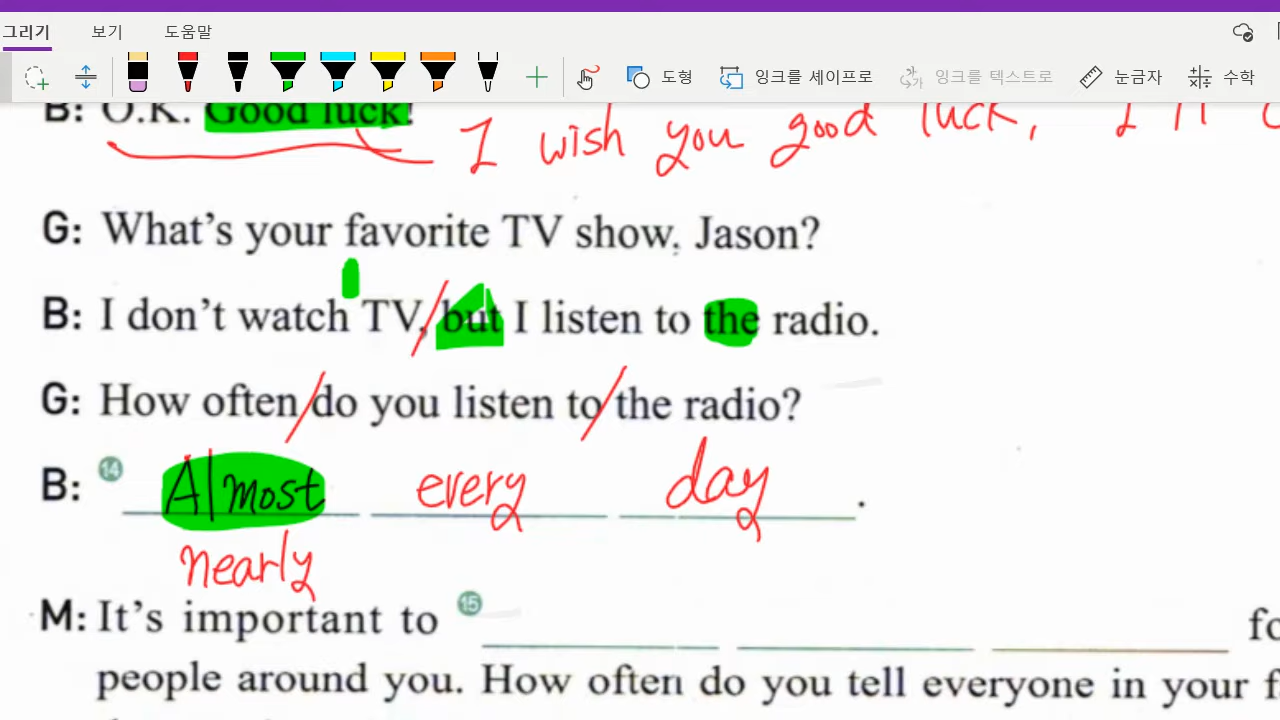 그리기 보기 도움말
도형 잉크를 셰이프로 잉크를 텍스트로 눈금자 수학
B: O.K. Good luck! I wish you good luck,
G: What's your favorite TV show, Jason?
B: I don't watch TV, but I listen to the radio.
G: How often do you listen to the radio?
B: 14 Almost every day.
nearly
M: It's important to 15
people around you. How often do you tell everyone in your